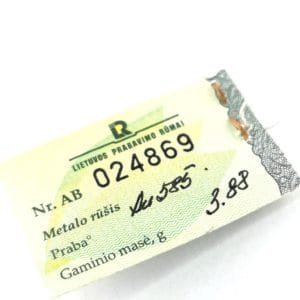 LIETUVOS PRABAVIMO RŪMAI
Nr. AB 024869
Metalo rūšis Au 585.
Praba°
Gaminio masė, g 3.88